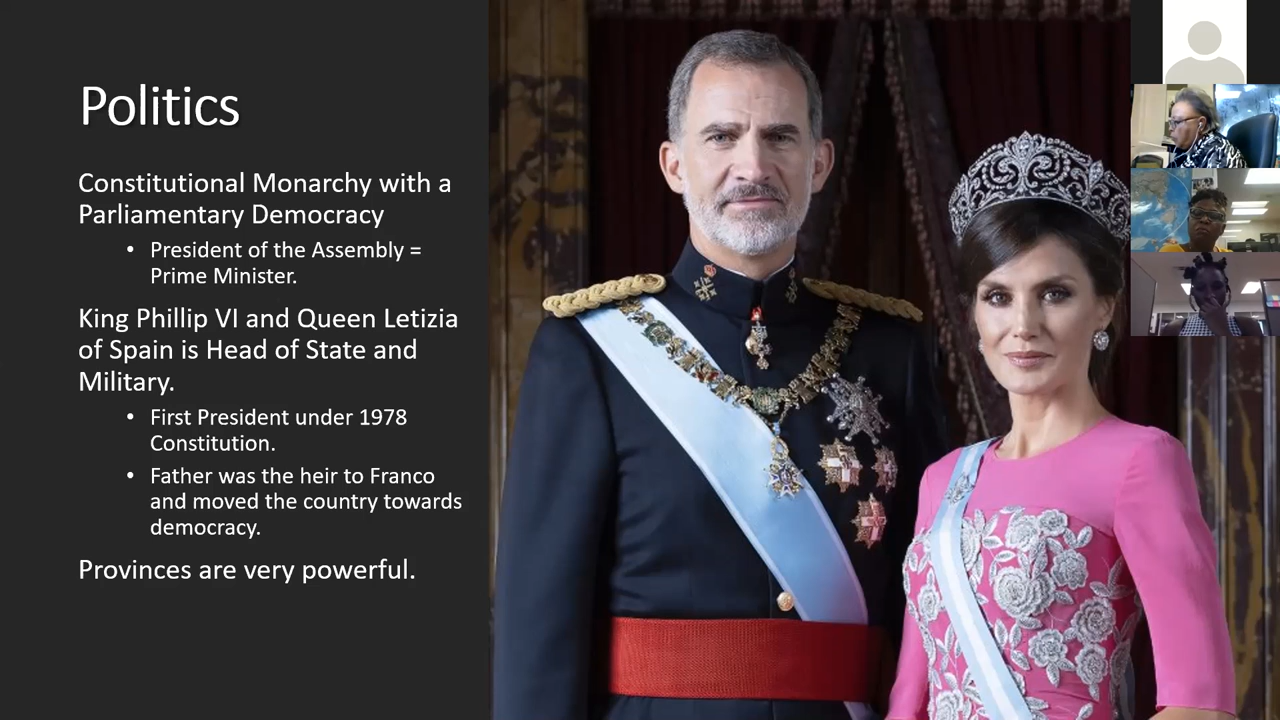 Politics
Constitutional Monarchy with a
Parliamentary Democracy
• President of the Assembly =
Prime Minister.
King Phillip VI and Queen Letizia
of Spain is Head of State and
Military.
• First President under 1978
Constitution.
• Father was the heir to Franco
and moved the country towards
democracy.
Provinces are very powerful.